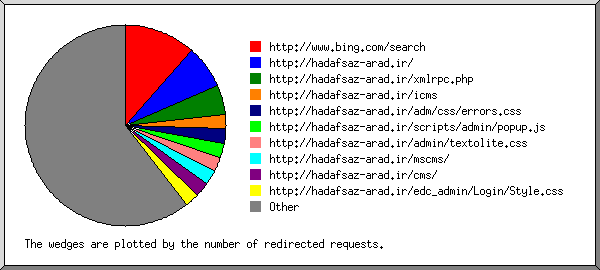 http://www.bing.com/search
http://hadafsaz-arad.ir/
http://hadafsaz-arad.ir/xmlrpc.php
http://hadafsaz-arad.ir/icms
http://hadafsaz-arad.ir/adm/css/errors.css
http://hadafsaz-arad.ir/scripts/admin/popup.js
http://hadafsaz-arad.ir/admin/textolite.css
http://hadafsaz-arad.ir/mscms/
http://hadafsaz-arad.ir/cms/
http://hadafsaz-arad.ir/edc_admin/Login/Style.css
Other
The wedges are plotted by the number of redirected requests.